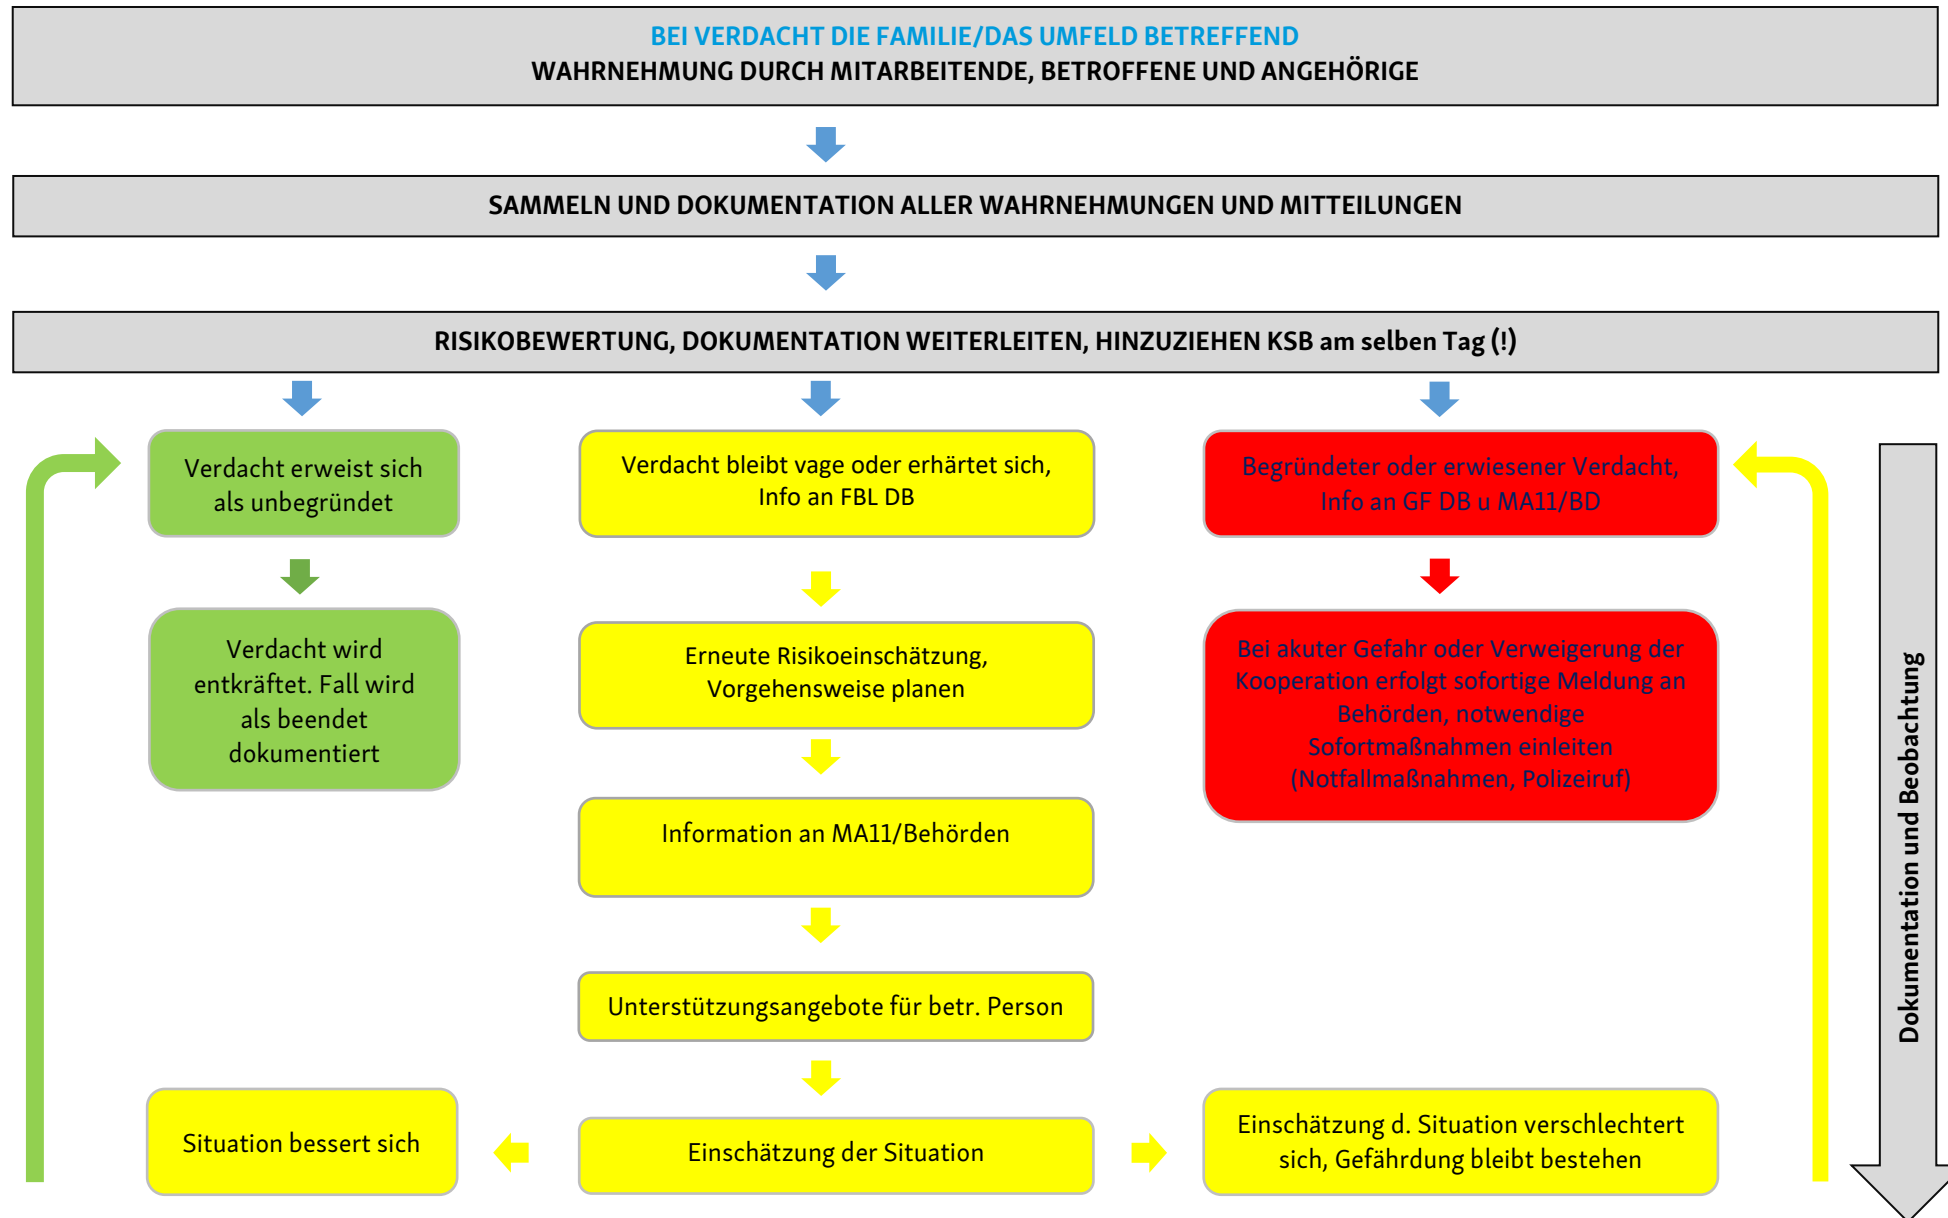 BEI VERDACHT DIE FAMILIE/DAS UMFELD BETREFFEND
WAHRNEHMUNG DURCH MITARBEITENDE, BETROFFENE UND ANGEHÖRIGE
SAMMELN UND DOKUMENTATION ALLER WAHRNEHMUNGEN UND MITTEILUNGEN
RISIKOBEWERTUNG, DOKUMENTATION WEITERLEITEN, HINZUZIEHEN KSB am selben Tag (!)
Verdacht erweist sich
als unbegründet
Verdacht wird
entkräftet. Fall wird
als beendet
dokumentiert
Verdacht bleibt vage oder erhärtet sich,
Info an FBL DB
Erneute Risikoeinschätzung,
Vorgehensweise planen
Information an MA11/Behörden
Unterstützungsangebote für betr. Person
Einschätzung der Situation
Situation bessert sich
Begründeter oder erwiesener Verdacht,
Info an GF DB u MA11/BD
Bei akuter Gefahr oder Verweigerung der
Kooperation erfolgt sofortige Meldung an
Behörden, notwendige
Sofortmaßnahmen einleiten
(Notfallmaßnahmen, Polizeiruf)
Einschätzung d. Situation verschlechtert
sich, Gefährdung bleibt bestehen
Dokumentation und Beobachtung